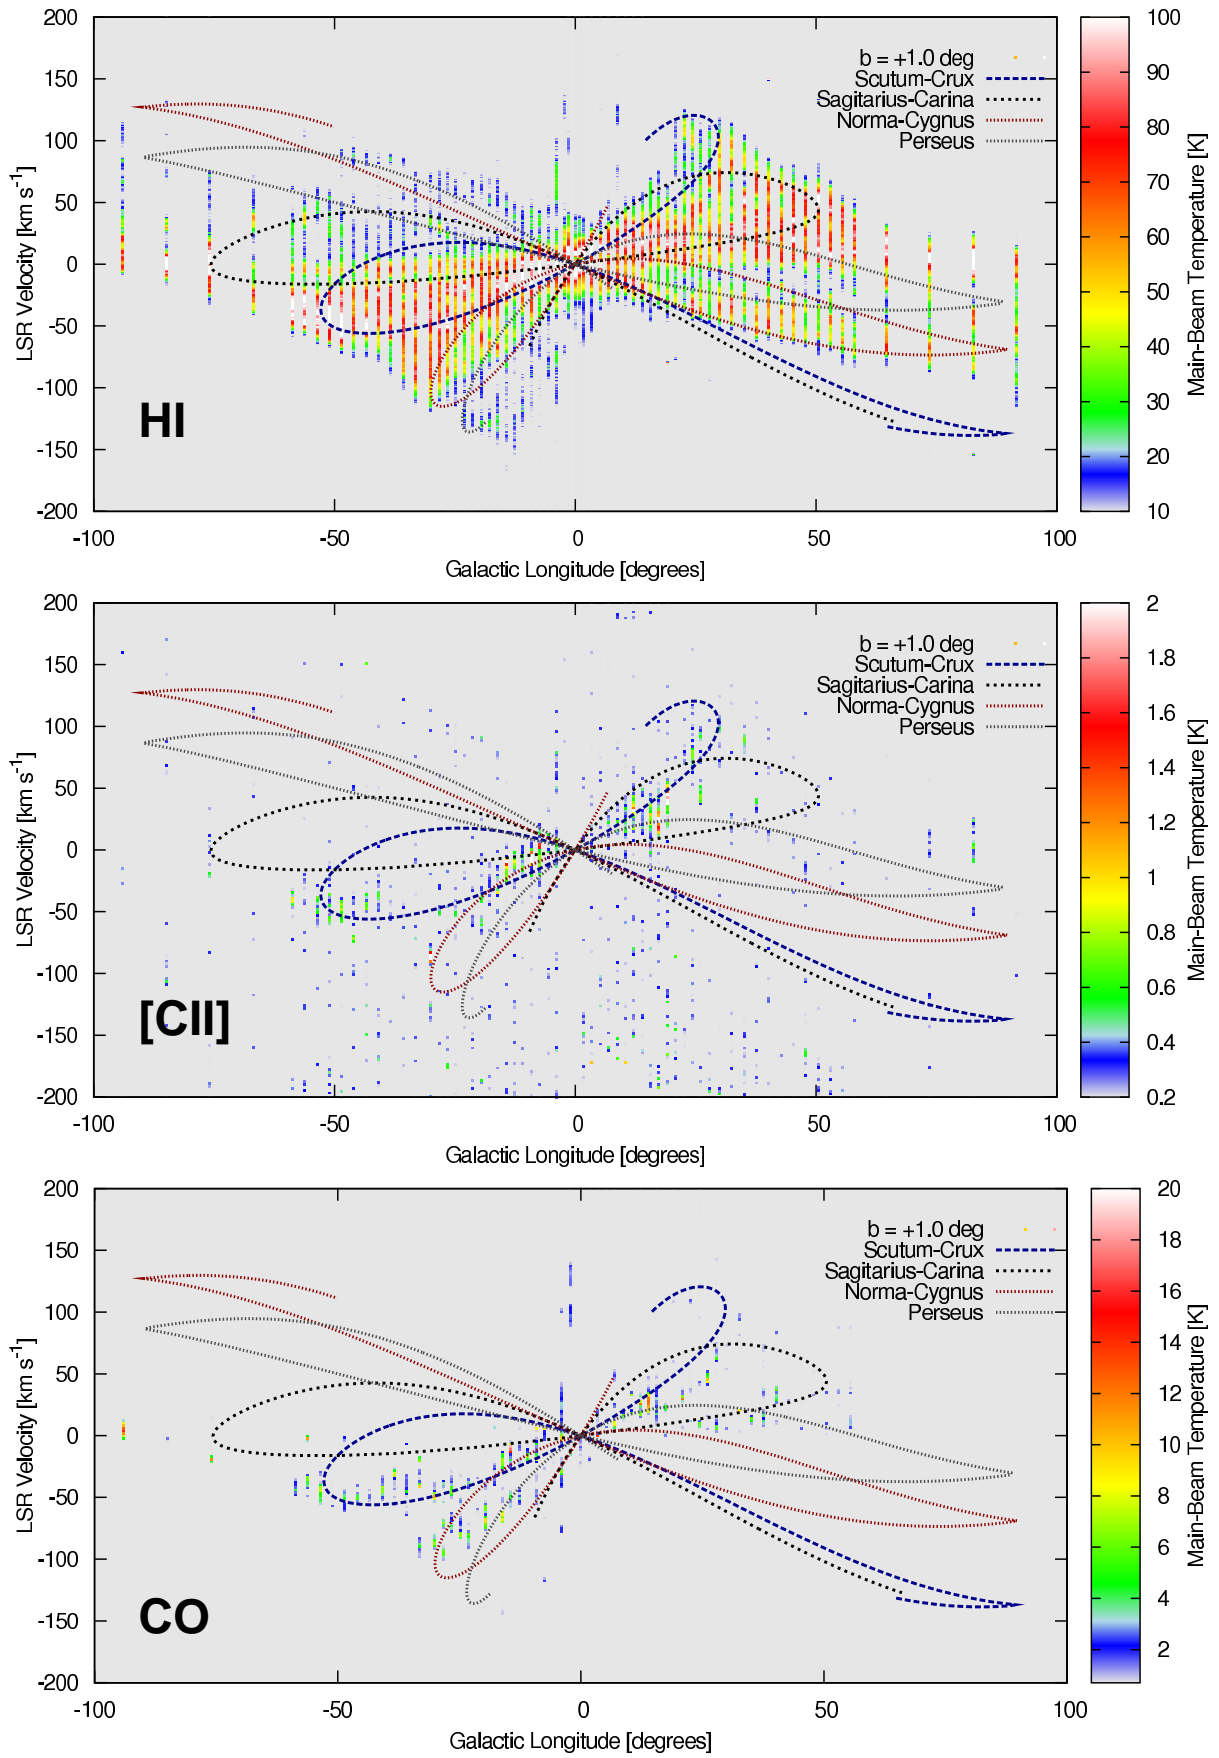 200
150
100
50
0
-50
-100
-150
-200
LSR Velocity [km s-1]
b = +1.0 deg
Scutum-Crux
Sagitarius-Carina
Norma-Cygnus
Perseus
HI
-100
-50
0
50
100
Galactic Longitude [degrees]
100
90
80
70
60
50
40
30
20
10
Main-Beam Temperature [K]
200
150
100
50
0
-50
-100
-150
-200
LSR Velocity [km s-1]
b = +1.0 deg
Scutum-Crux
Sagitarius-Carina
Norma-Cygnus
Perseus
[CII]
-100
-50
0
50
100
Galactic Longitude [degrees]
2
1.8
1.6
1.4
1.2
1
0.8
0.6
0.4
0.2
Main-Beam Temperature [K]
200
150
100
50
0
-50
-100
-150
-200
LSR Velocity [km s-1]
b = +1.0 deg
Scutum-Crux
Sagitarius-Carina
Norma-Cygnus
Perseus
CO
-100
-50
0
50
100
Galactic Longitude [degrees]
20
18
16
14
12
10
8
6
4
2
Main-Beam Temperature [K]